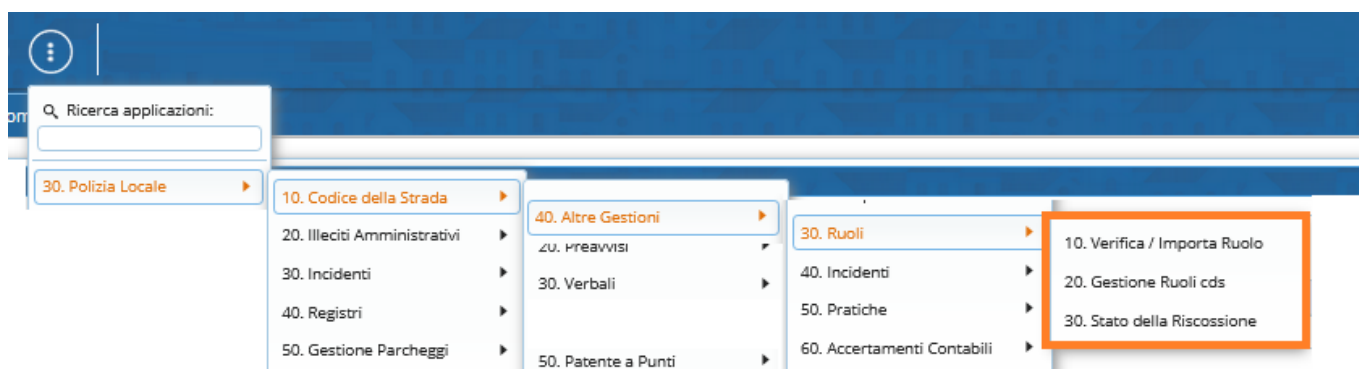 Ricerca applicazioni:
30. Polizia Locale
10. Codice della Strada
20. Illeciti Amministrativi
30. Incidenti
40. Registri
50. Gestione Parcheggi
40. Altre Gestioni
20. Preavvisi
30. Verbali
50. Patente a Punti
30. Ruoli
40. Incidenti
50. Pratiche
60. Accertamenti Contabili
10. Verifica / Importa Ruolo
20. Gestione Ruoli cds
30. Stato della Riscossione